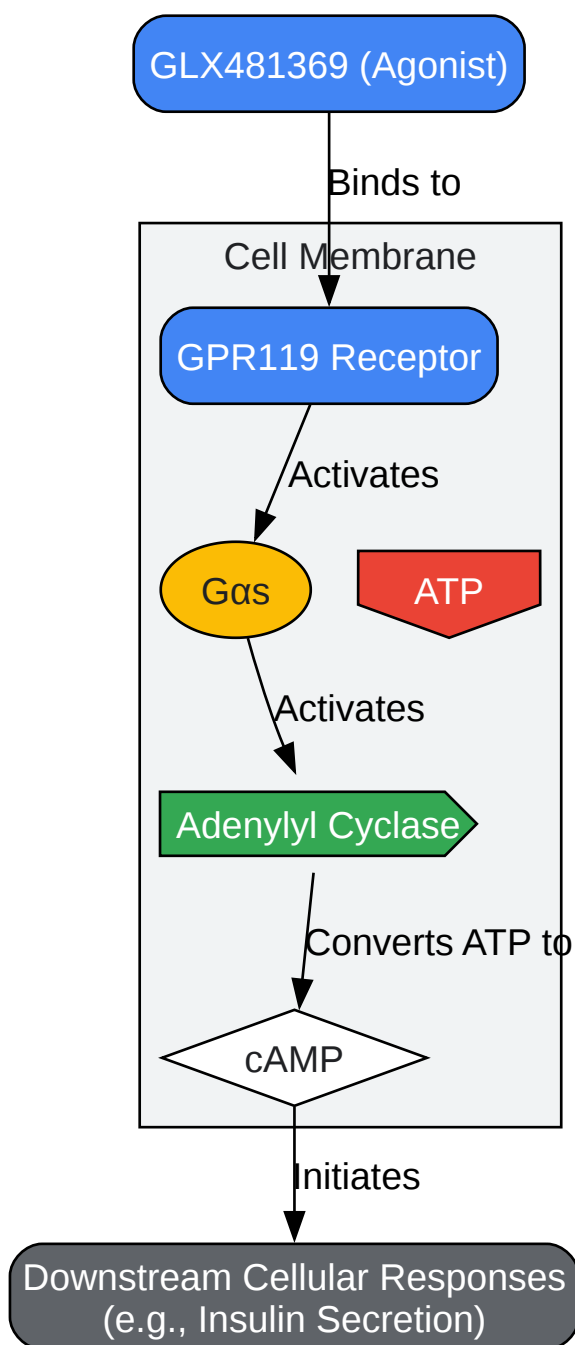 GLX481369 (Agonist)
Binds to
Cell Membrane
GPR119 Receptor
Activates
Gαs
ATP
Activates
Adenylyl Cyclase
Converts ATP to
cAMP
Initiates
Downstream Cellular Responses
(e.g., Insulin Secretion)